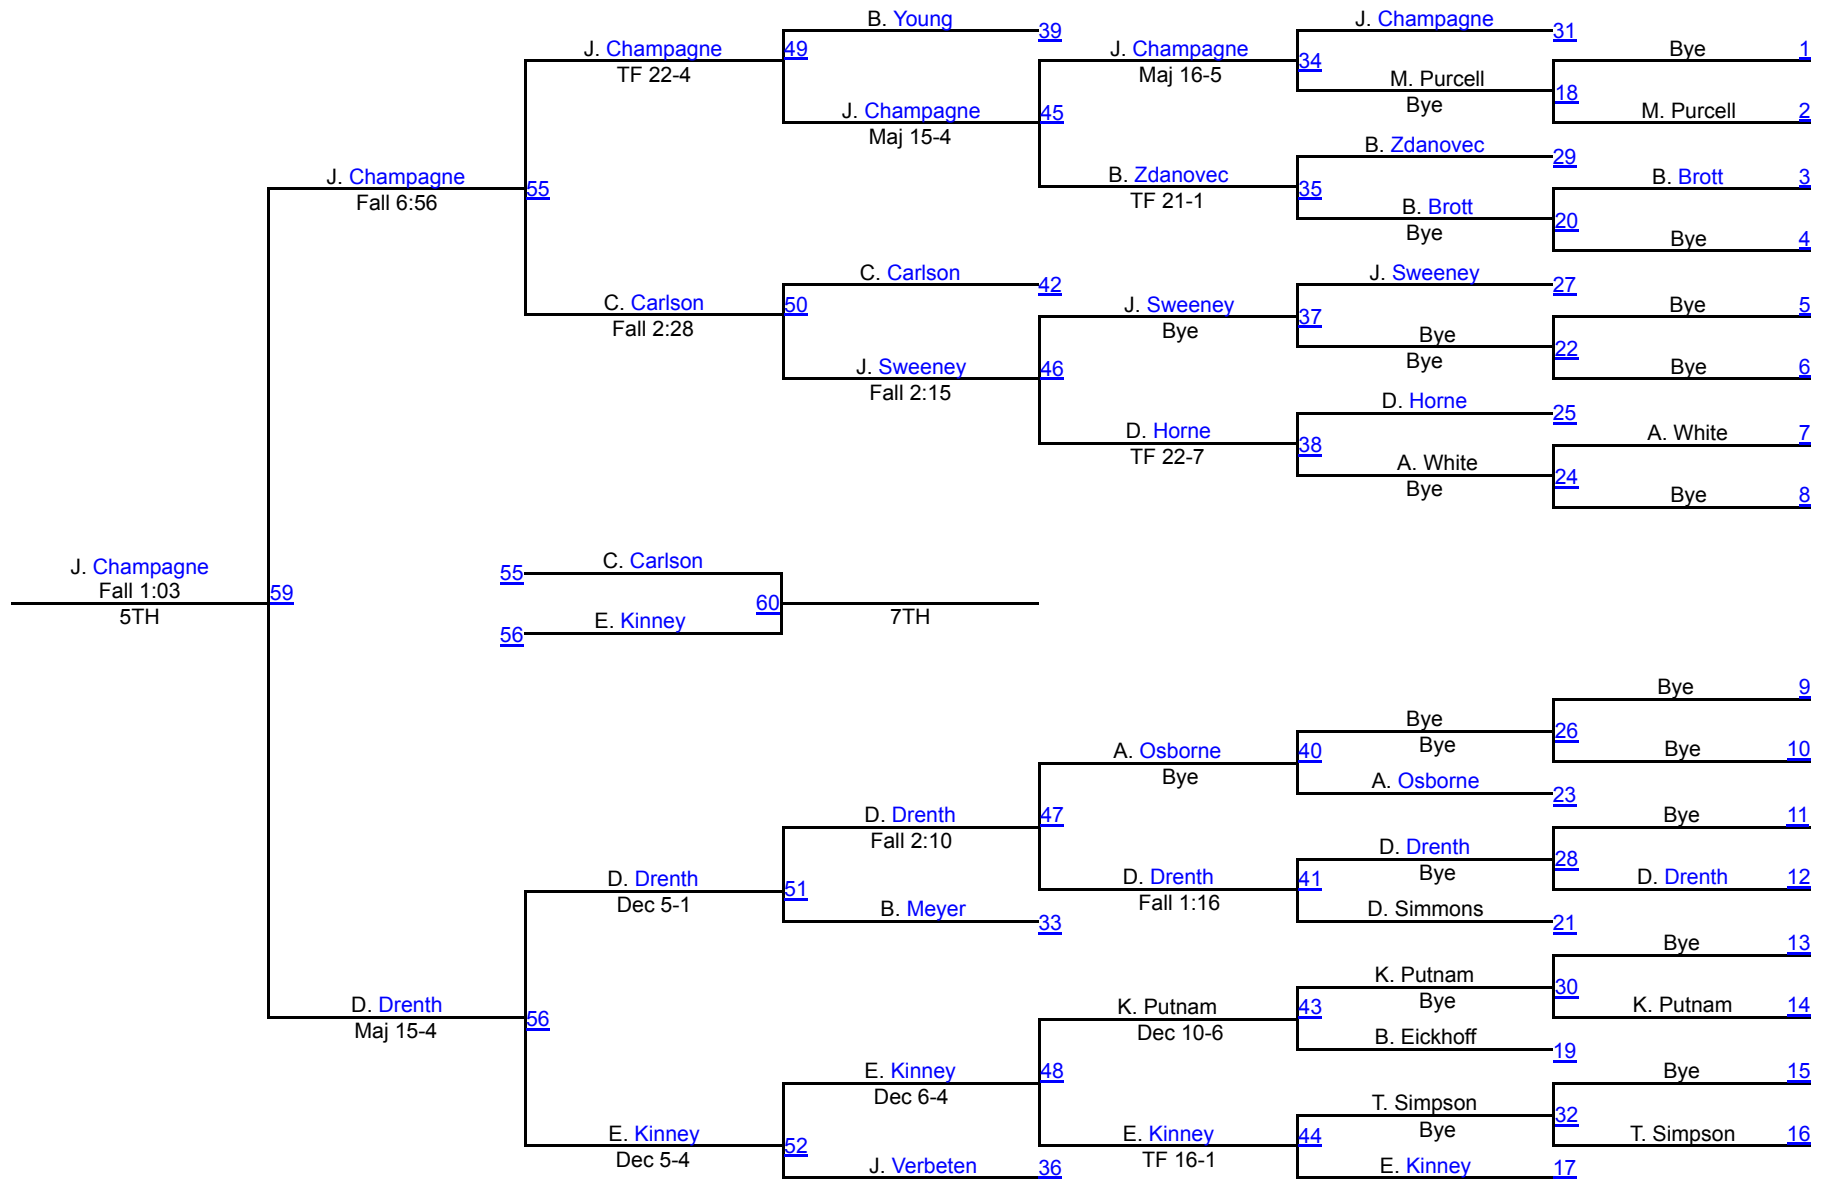 B. Young
39
J. Champagne
31
J. Champagne
TF 22-4
49
J. Champagne
Maj 16-5
34
Bye
1
M. Purcell
Bye
18
M. Purcell
2
J. Champagne
Maj 15-4
45
B. Zdanovec
29
B. Zdanovec
TF 21-1
35
B. Brott
3
B. Brott
Bye
20
Bye
4
J. Champagne
Fall 6:56
55
C. Carlson
42
J. Sweeney
27
C. Carlson
Fall 2:28
50
J. Sweeney
Bye
37
Bye
5
Bye
Bye
22
Bye
6
J. Sweeney
Fall 2:15
46
D. Horne
25
D. Horne
TF 22-7
38
A. White
7
A. White
Bye
24
Bye
8
J. Champagne
Fall 1:03
5TH
59
55
C. Carlson
60
7TH
56
E. Kinney
Bye
9
Bye
Bye
26
Bye
10
A. Osborne
Bye
40
A. Osborne
23
D. Drenth
Fall 2:10
47
Bye
11
D. Drenth
Bye
28
D. Drenth
12
D. Drenth
Dec 5-1
51
D. Drenth
Fall 1:16
41
D. Simmons
21
B. Meyer
33
Bye
13
K. Putnam
Bye
30
K. Putnam
14
D. Drenth
Maj 15-4
56
K. Putnam
Dec 10-6
43
B. Eickhoff
19
E. Kinney
Dec 6-4
48
Bye
15
T. Simpson
Bye
32
T. Simpson
16
E. Kinney
Dec 5-4
52
E. Kinney
TF 16-1
44
J. Verbeten
36
E. Kinney
17